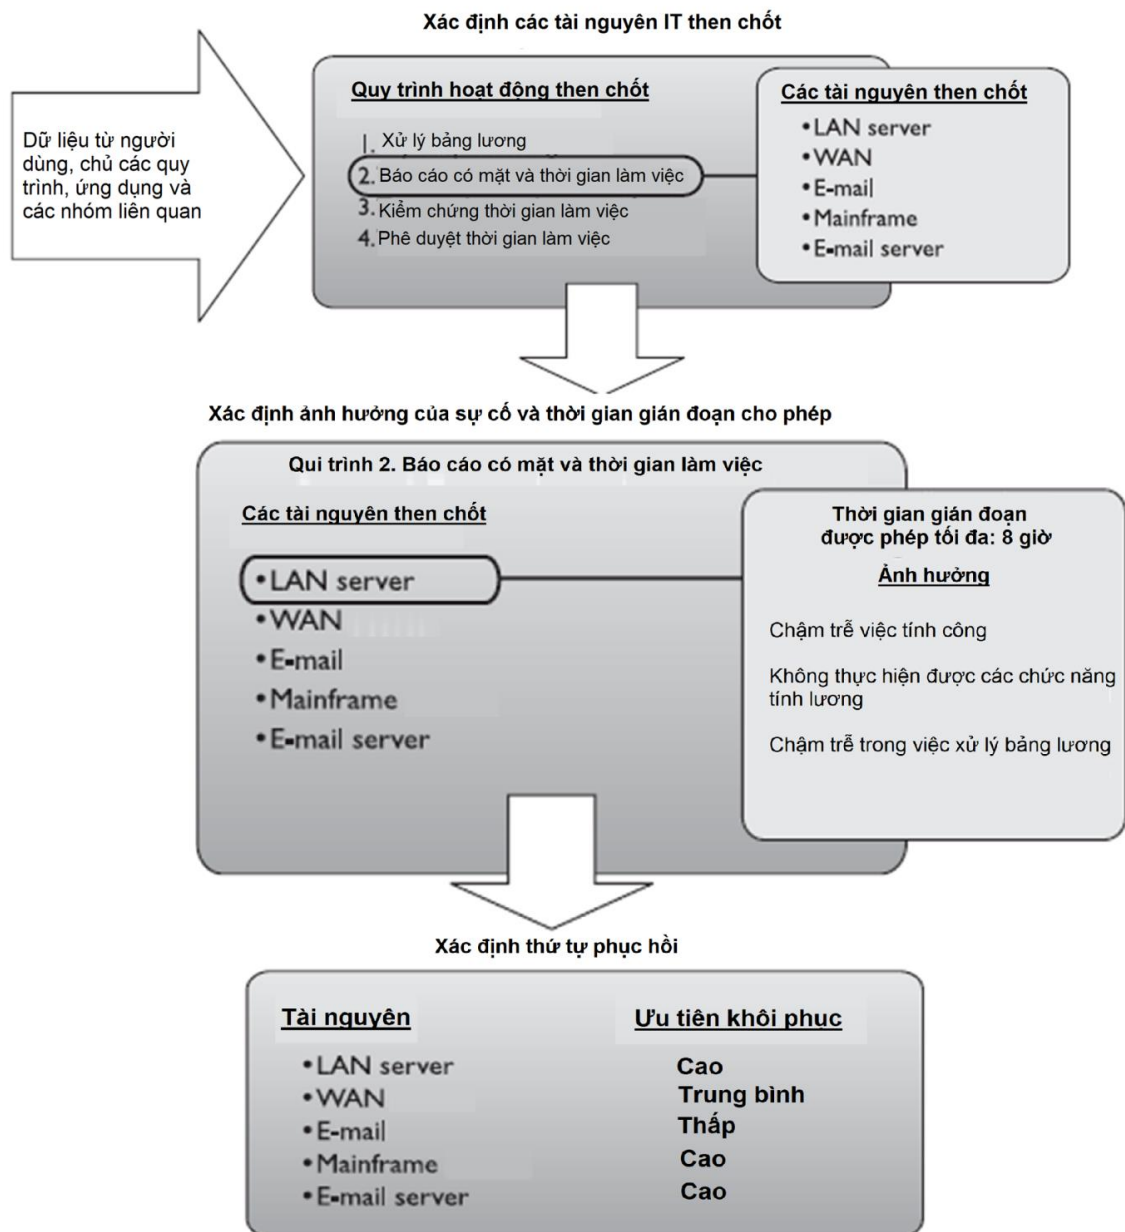 Xác định các tài nguyên IT then chốt
Dữ liệu từ người
dùng, chủ các quy
trình, ứng dụng và
các nhóm liên quan
Quy trình hoạt động then chốt
1. Xử lý bảng lương
2. Báo cáo có mặt và thời gian làm việc
3. Kiểm chứng thời gian làm việc
4. Phê duyệt thời gian làm việc
Các tài nguyên then chốt
• LAN server
• WAN
• E-mail
• Mainframe
• E-mail server
Xác định ảnh hưởng của sự cố và thời gian gián đoạn cho phép
Qui trình 2. Báo cáo có mặt và thời gian làm việc
Các tài nguyên then chốt
• LAN server
• WAN
• E-mail
• Mainframe
• E-mail server
Thời gian gián đoạn
được phép tối đa: 8 giờ
Ảnh hưởng
Chậm trễ việc tính công
Không thực hiện được các chức năng
tính lương
Chậm trễ trong việc xử lý bảng lương
Xác định thứ tự phục hồi
Tài nguyên Ưu tiên khôi phục
• LAN server Cao
• WAN Trung bình
• E-mail Thấp
• Mainframe Cao
• E-mail server Cao